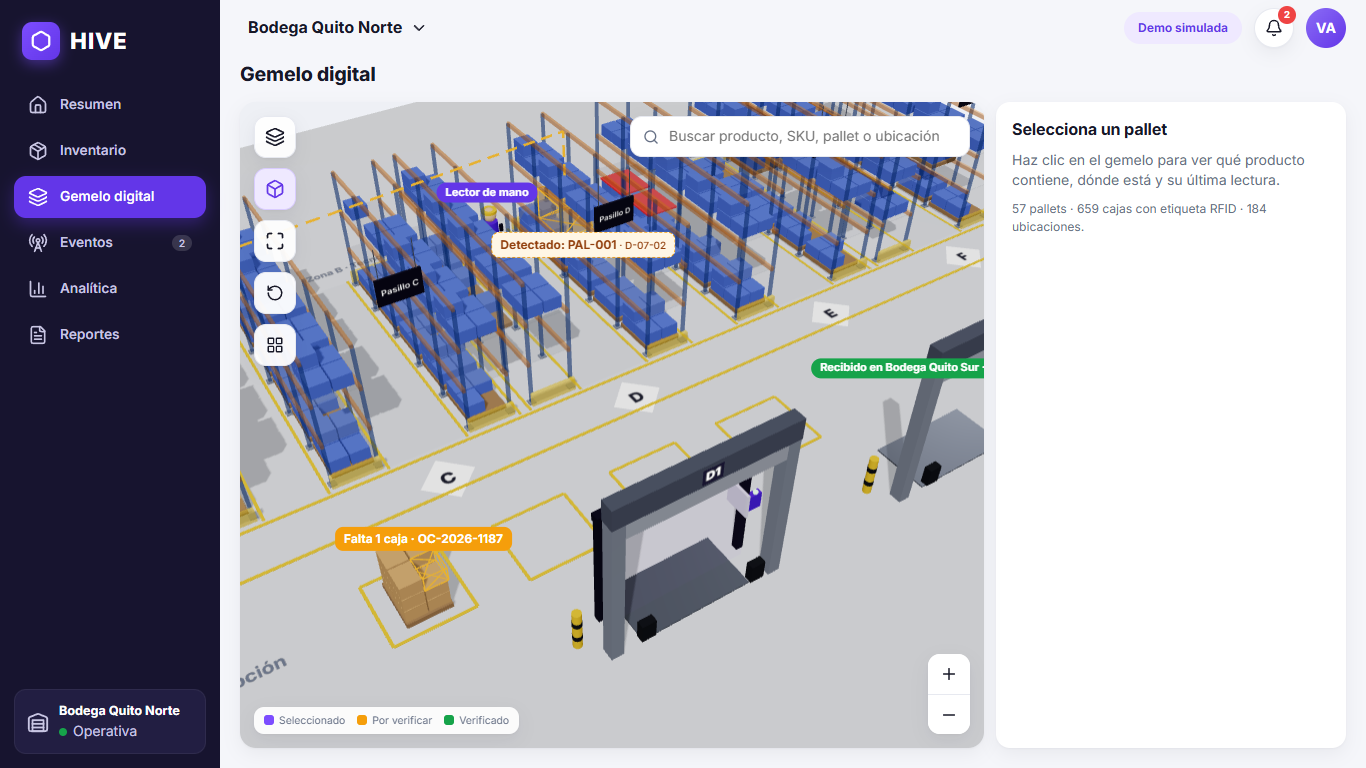 HIVE
Resumen
Inventario
Gemelo digital
Eventos
2
Analítica
Reportes
Bodega Quito Norte
Operativa
Bodega Quito Norte
Demo simulada
2
VA
Gemelo digital
Buscar producto, SKU, pallet o ubicación
Lector de mano
Pasillo D
Detectado: PAL-001 · D-07-02
Zona B ·
Pasillo C
F
E
Recibido en Bodega Quito Sur
D
D1
C
Falta 1 caja · OC-2026-1187
Seleccionado
Por verificar
Verificado
Selecciona un pallet
Haz clic en el gemelo para ver qué producto
contiene, dónde está y su última lectura.
57 pallets · 659 cajas con etiqueta RFID · 184
ubicaciones.